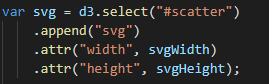 var svg = d3.select("#scatter")
.append("svg")
.attr("width", svgWidth)
.attr("height", svgHeight);